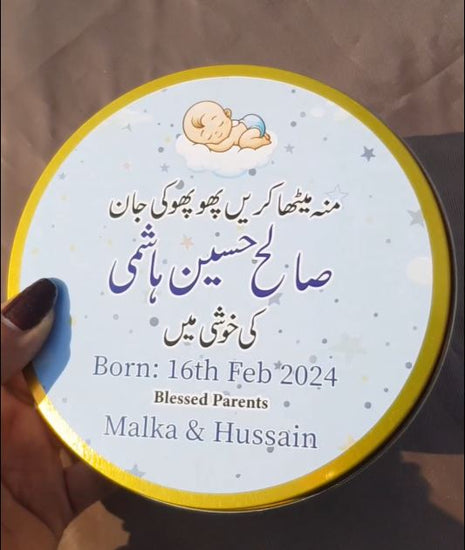 منہ میٹھا کریں پھوپھو کی جان
صالح حسین ہاشمی
کی خوشی میں
Born: 16th Feb 2024
Blessed Parents
Malka & Hussain